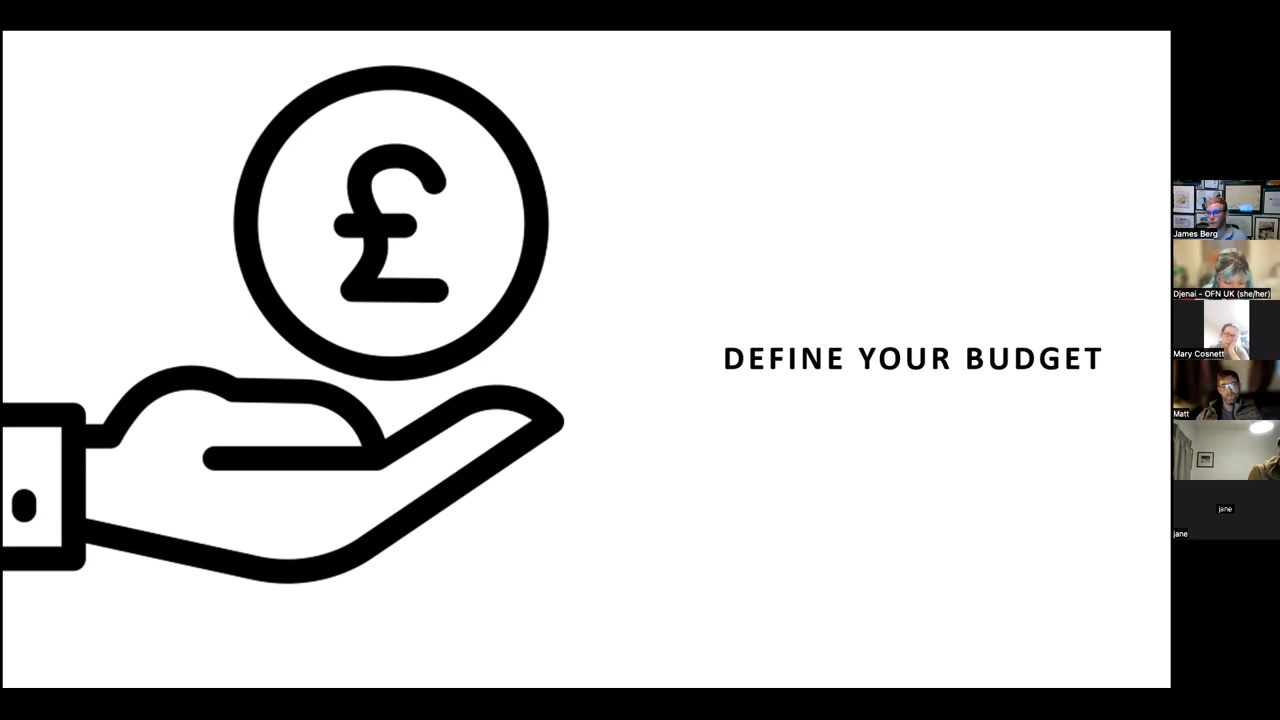 £
DEFINE YOUR BUDGET
James Berg
Djenai - OFN UK (she/her)
Mary Cosnett
Matt
jane
jane